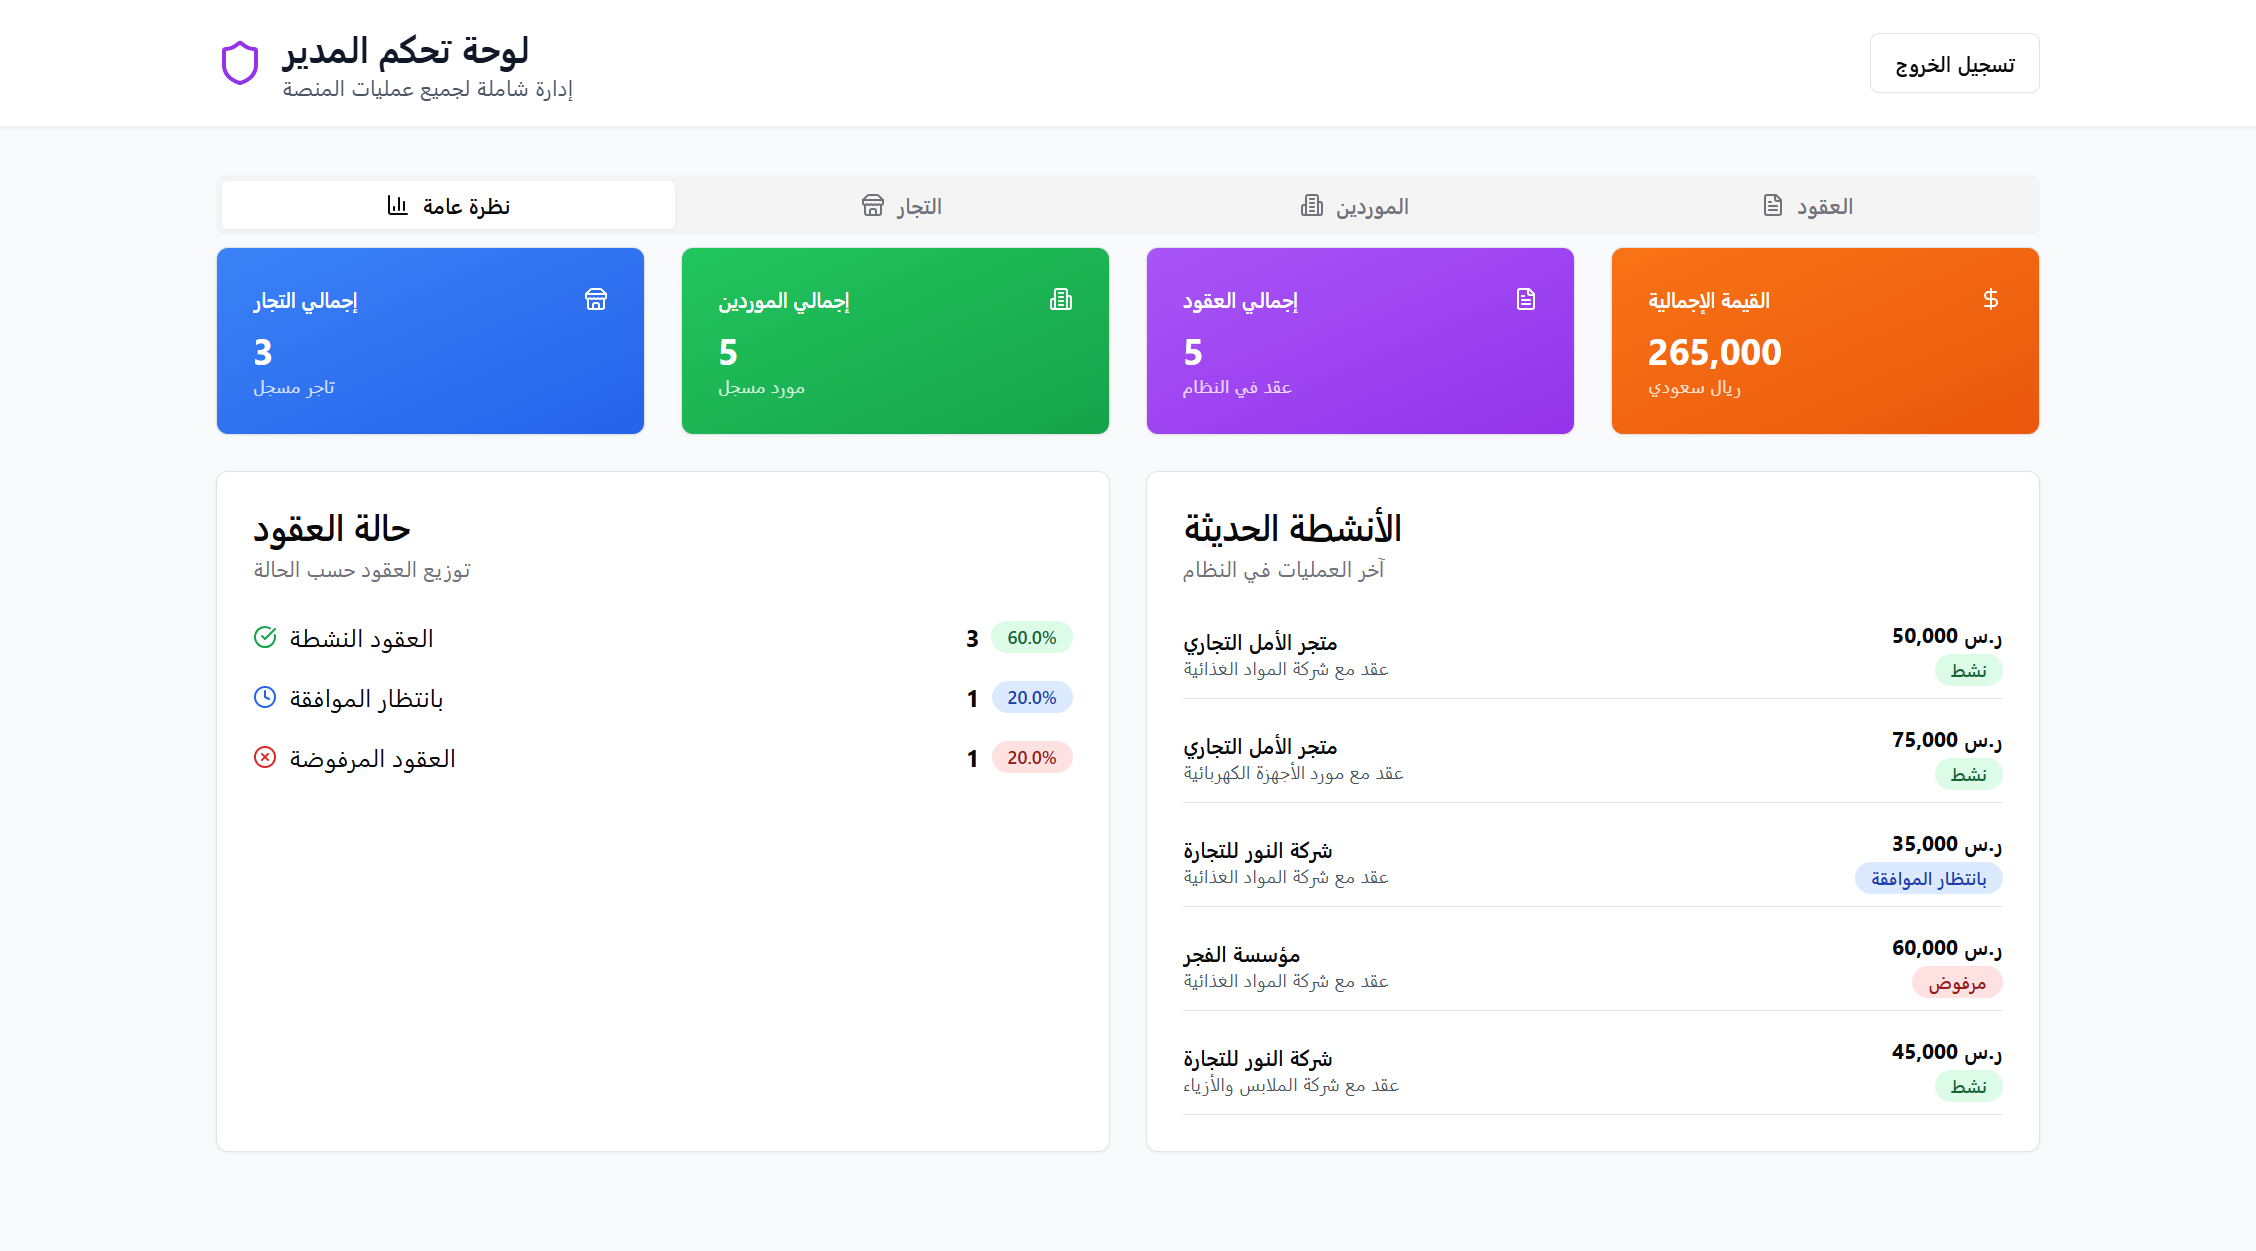 لوحة تحكم المدير
إدارة شاملة لجميع عمليات المنصة
تسجيل الخروج
نظرة عامة
التجار
الموردين
العقود
إجمالي التجار
3
تاجر مسجل
إجمالي الموردين
5
مورد مسجل
إجمالي العقود
5
عقد في النظام
القيمة الإجمالية
$
265,000
ريال سعودي
حالة العقود
توزيع العقود حسب الحالة
العقود النشطة
3
60.0%
بانتظار الموافقة
1
20.0%
العقود المرفوضة
1
20.0%
الأنشطة الحديثة
آخر العمليات في النظام
متجر الأمل التجاري
عقد مع شركة المواد الغذائية
50,000 ر.س
نشط
متجر الأمل التجاري
عقد مع مورد الأجهزة الكهربائية
75,000 ر.س
نشط
شركة النور للتجارة
عقد مع شركة المواد الغذائية
35,000 ر.س
بانتظار الموافقة
مؤسسة الفجر
عقد مع شركة المواد الغذائية
60,000 ر.س
مرفوض
شركة النور للتجارة
عقد مع شركة الملابس والأزياء
45,000 ر.س
نشط